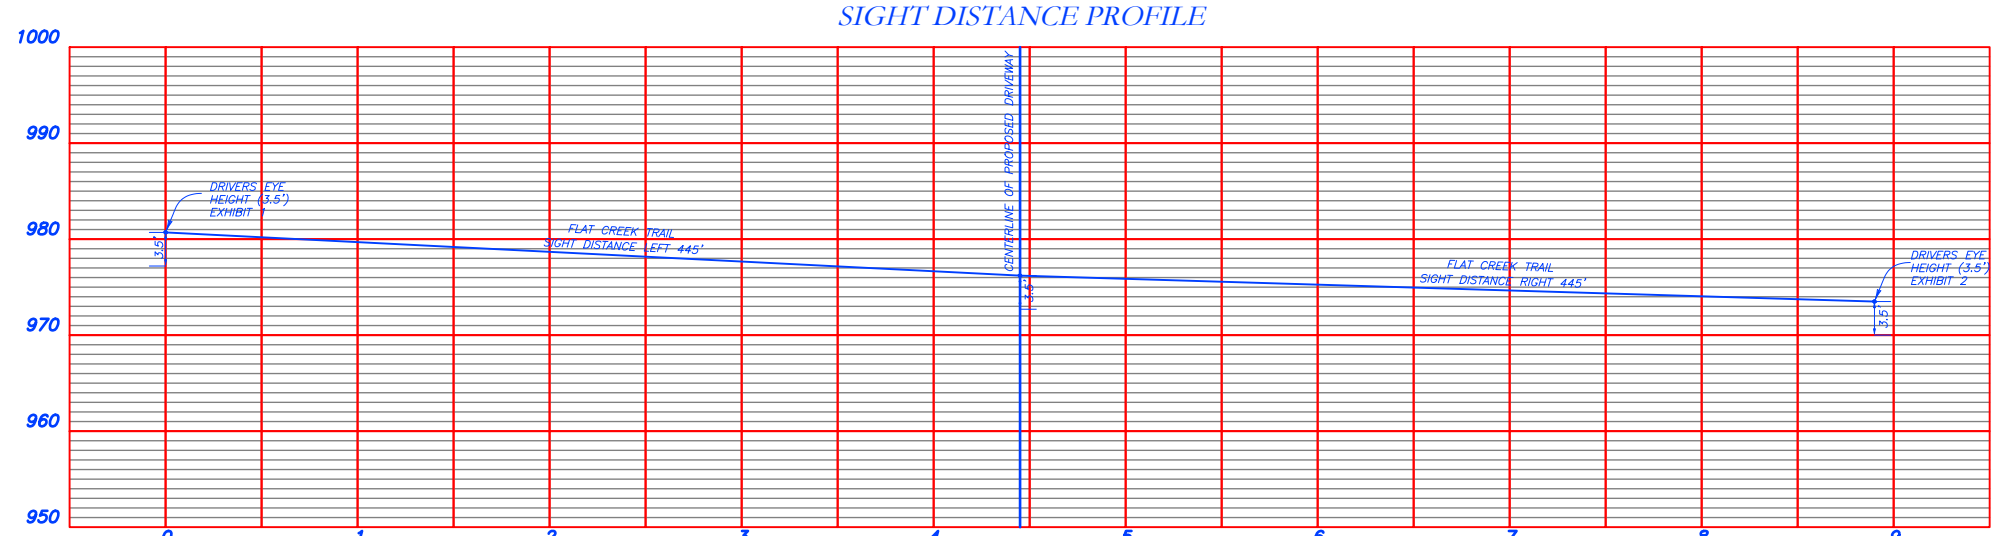 SIGHT DISTANCE PROFILE
1000
990
980
970
960
950
DRIVERS EYE
HEIGHT (3.5')
EXHIBIT 1
3.5'
FLAT CREEK TRAIL
SIGHT DISTANCE LEFT 445'
CENTERLINE OF PROPOSED DRIVEWAY
3.5'
FLAT CREEK TRAIL
SIGHT DISTANCE RIGHT 445'
DRIVERS EYE
HEIGHT (3.5')
EXHIBIT 2
3.5'
0 1 2 3 4 5 6 7 8 9